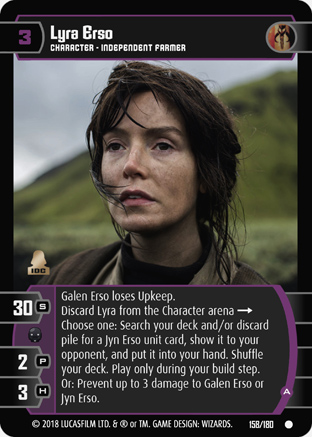 3
Lyra Erso
CHARACTER - INDEPENDENT FARMER
IDC
30 S
2 P
3 H
Galen Erso loses Upkeep.
Discard Lyra from the Character arena →
Choose one: Search your deck and/or discard
pile for a Jyn Erso unit card, show it to your
opponent, and put it into your hand. Shuffle
your deck. Play only during your build step.
Or: Prevent up to 3 damage to Galen Erso or
Jyn Erso.
A
© 2018 LUCASFILM LTD. & ® or TM. GAME DESIGN: WIZARDS.
158/180